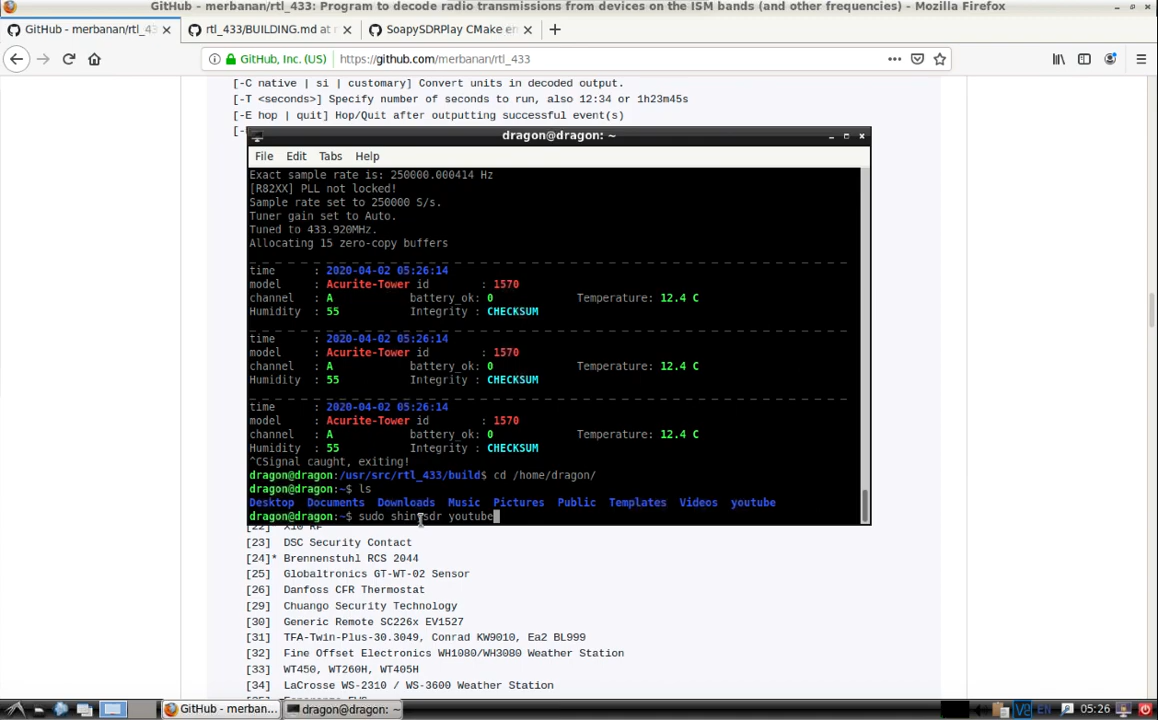 GitHub - merbanan/rtl_433: Program to decode radio transmissions from devices on the ISM bands (and other frequencies) - Mozilla Firefox
GitHub - merbanan/rtl_43
rtl_433/BUILDING.md at r
SoapySDRPlay CMake en
GitHub, Inc. (US)
https://github.com/merbanan/rtl_433
[-C native | si | customary] Convert units in decoded output.
[-T <seconds>] Specify number of seconds to run, also 12:34 or 1h23m45s
[-E hop | quit] Hop/Quit after outputting successful event(s)
[-
dragon@dragon: ~
File Edit Tabs Help
Exact sample rate is: 250000.000414 Hz
[R82XX] PLL not locked!
Sample rate set to 250000 S/s.
Tuner gain set to Auto.
Tuned to 433.920MHz.
Allocating 15 zero-copy buffers
_ _ _ _ _ _ _ _ _ _ _ _ _ _ _ _ _ _ _ _ _ _ _ _ _ _ _ _ _ _ _ _ _ _ _ _ _ _ _ _ _ _ _ _ _ _
time : 2020-04-02 05:26:14
model : Acurite-Tower id : 1570
channel : A battery_ok: 0 Temperature: 12.4 C
Humidity : 55 Integrity : CHECKSUM
_ _ _ _ _ _ _ _ _ _ _ _ _ _ _ _ _ _ _ _ _ _ _ _ _ _ _ _ _ _ _ _ _ _ _ _ _ _ _ _ _ _ _ _ _ _
time : 2020-04-02 05:26:14
model : Acurite-Tower id : 1570
channel : A battery_ok: 0 Temperature: 12.4 C
Humidity : 55 Integrity : CHECKSUM
_ _ _ _ _ _ _ _ _ _ _ _ _ _ _ _ _ _ _ _ _ _ _ _ _ _ _ _ _ _ _ _ _ _ _ _ _ _ _ _ _ _ _ _ _ _
time : 2020-04-02 05:26:14
model : Acurite-Tower id : 1570
channel : A battery_ok: 0 Temperature: 12.4 C
Humidity : 55 Integrity : CHECKSUM
^CSignal caught, exiting!
dragon@dragon:/usr/src/rtl_433/build$ cd /home/dragon/
dragon@dragon:~$ ls
Desktop Documents Downloads Music Pictures Public Templates Videos youtube
dragon@dragon:~$ sudo shinysdr youtube
[22] X10 RF
[23] DSC Security Contact
[24]* Brennenstuhl RCS 2044
[25] Globaltronics GT-WT-02 Sensor
[26] Danfoss CFR Thermostat
[29] Chuango Security Technology
[30] Generic Remote SC226x EV1527
[31] TFA-Twin-Plus-30.3049, Conrad KW9010, Ea2 BL999
[32] Fine Offset Electronics WH1080/WH3080 Weather Station
[33] WT450, WT260H, WT405H
[34] LaCrosse WS-2310 / WS-3600 Weather Station
GitHub - merban...
dragon@dragon: ~
EN
05:26